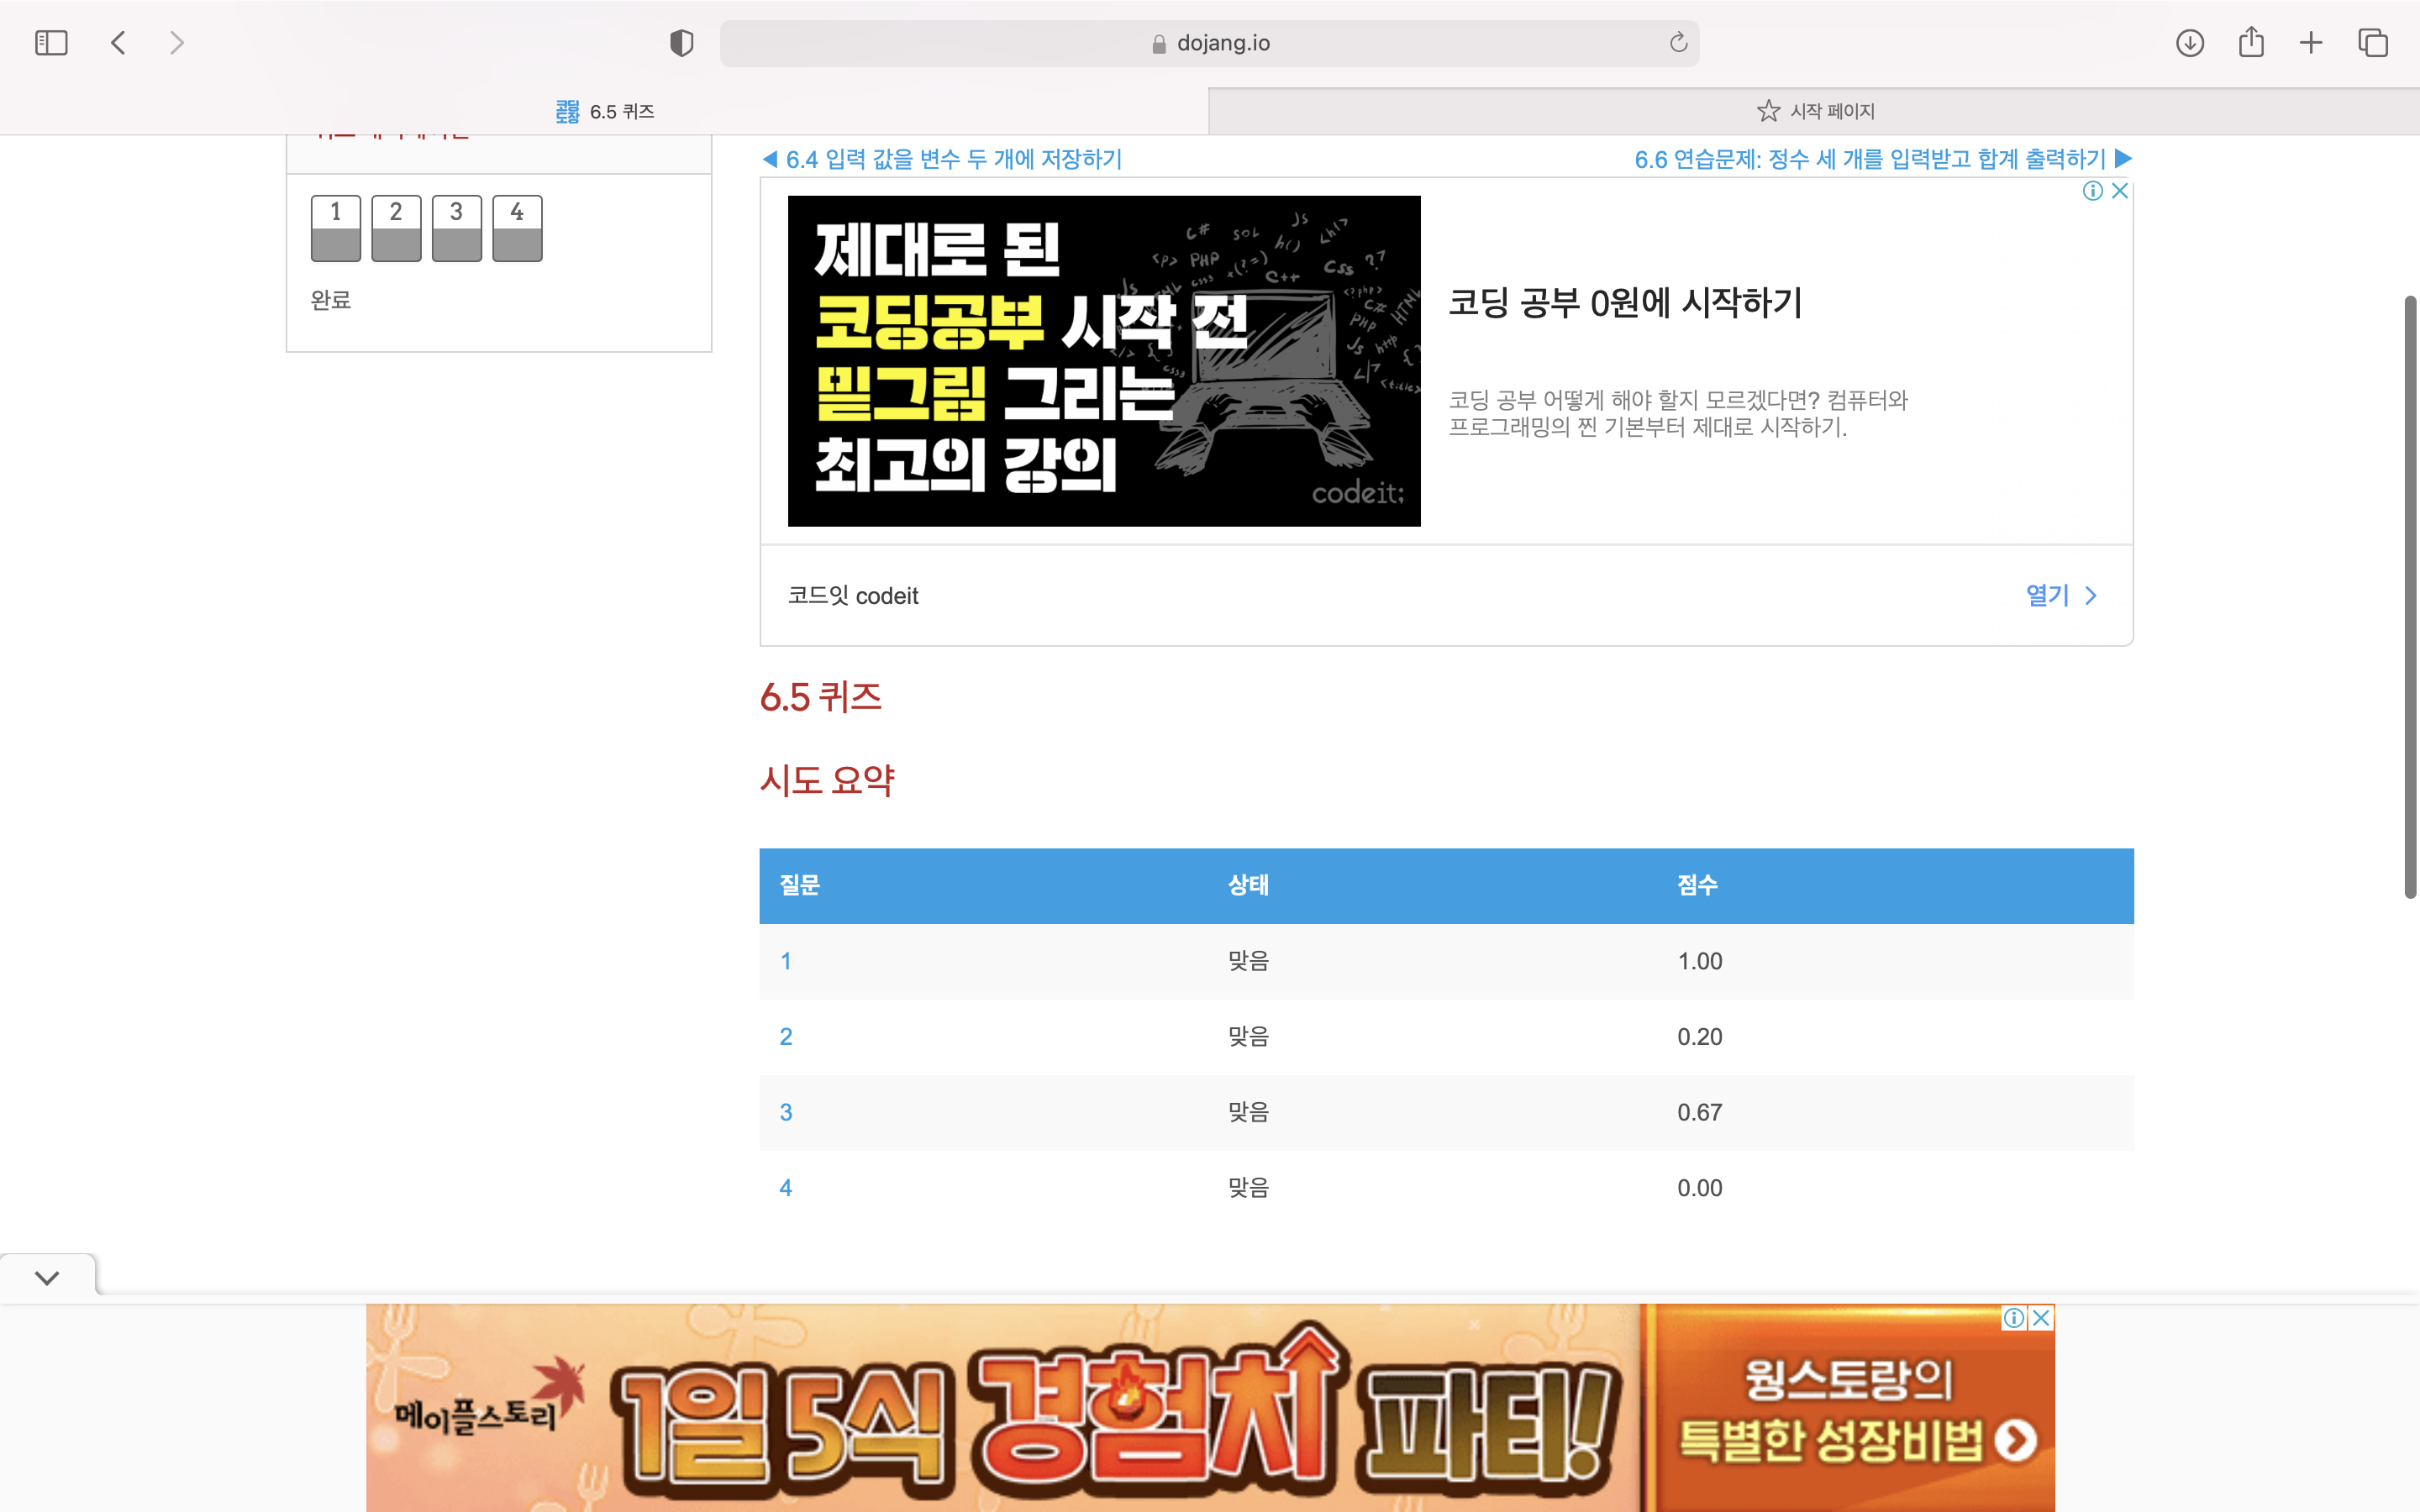 dojang.io
코딩
도장
6.5 퀴즈
시작 페이지
◀ 6.4 입력 값을 변수 두 개에 저장하기
6.6 연습문제: 정수 세 개를 입력받고 합계 출력하기 ▶
1 2 3 4
완료
제대로 된
코딩공부 시작 전
밑그림 그리는
최고의 강의
codeit;
코딩 공부 0원에 시작하기
코딩 공부 어떻게 해야 할지 모르겠다면? 컴퓨터와
프로그래밍의 찐 기본부터 제대로 시작하기.
코드잇 codeit
열기
6.5 퀴즈
시도 요약
질문 상태 점수
1 맞음 1.00
2 맞음 0.20
3 맞음 0.67
4 맞음 0.00
메이플스토리
1일 5식 경험치 파티!
웡스토랑의
특별한 성장비법